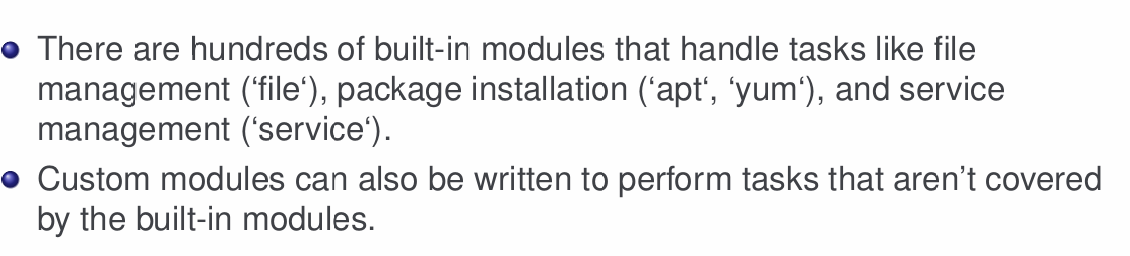 There are hundreds of built-in modules that handle tasks like file
management (‘file‘), package installation (‘apt‘, ‘yum‘), and service
management (‘service‘).
Custom modules can also be written to perform tasks that aren’t covered
by the built-in modules.